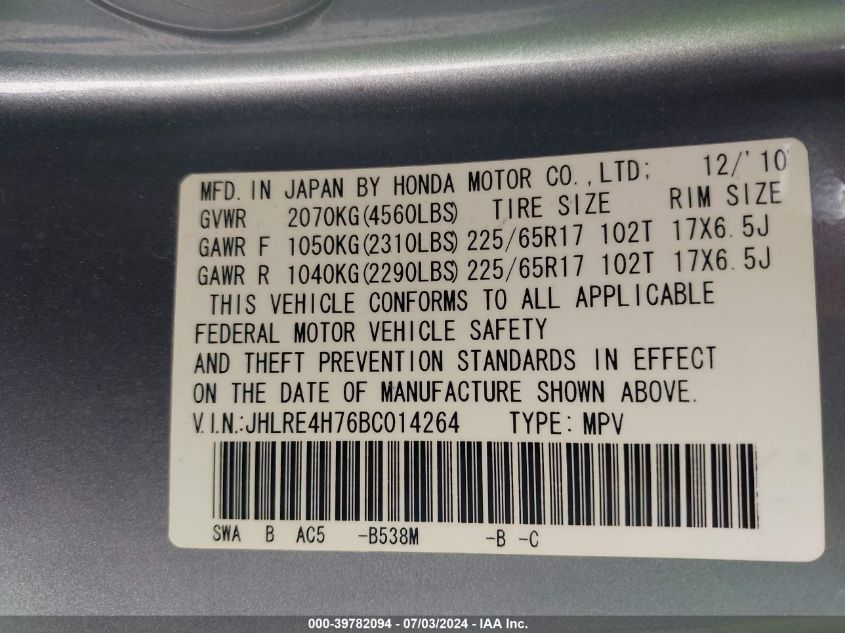 MFD. IN JAPAN BY HONDA MOTOR CO., LTD; 12/'10
GVWR 2070KG(4560LBS) TIRE SIZE RIM SIZE
GAWR F 1050KG(2310LBS) 225/65R17 102T 17X6.5J
GAWR R 1040KG(2290LBS) 225/65R17 102T 17X6.5J
THIS VEHICLE CONFORMS TO ALL APPLICABLE
FEDERAL MOTOR VEHICLE SAFETY
AND THEFT PREVENTION STANDARDS IN EFFECT
ON THE DATE OF MANUFACTURE SHOWN ABOVE.
V.I.N.:JHLRE4H76BC014264 TYPE: MPV
SWA B AC5 -B538M -B -C
000-39782094 - 07/03/2024 - IAA Inc.